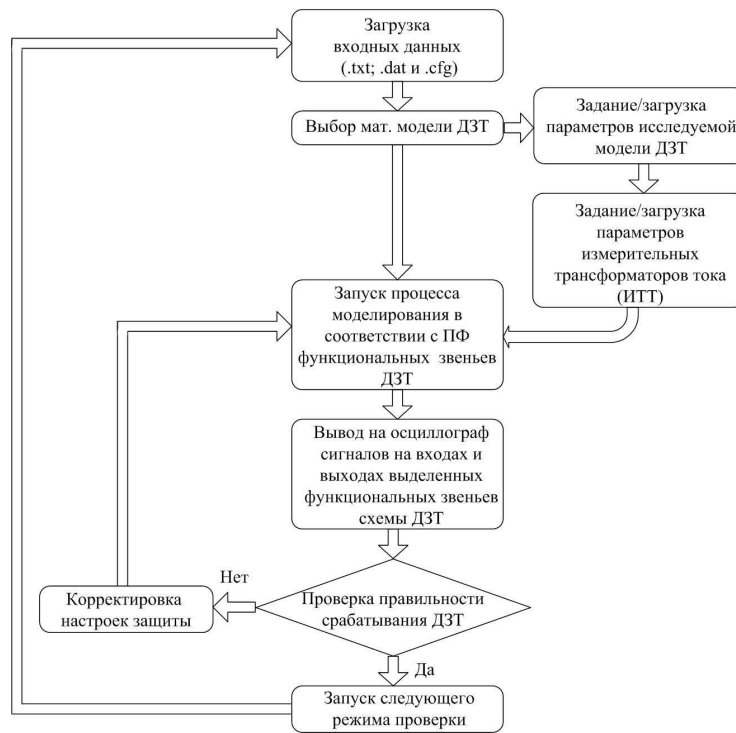 Загрузка
входных данных
(.txt; .dat и .cfg)
Выбор мат. модели ДЗТ
Задание/загрузка
параметров исследуемой
модели ДЗТ
Задание/загрузка
параметров
измерительных
трансформаторов тока
(ИТТ)
Запуск процесса
моделирования в
соответствии с ПФ
функциональных звеньев
ДЗТ
Вывод на осциллограф
сигналов на входах и
выходах выделенных
функциональных звеньев
схемы ДЗТ
Нет
Корректировка
настроек защиты
Проверка правильности
срабатывания ДЗТ
Да
Запуск следующего
режима проверки